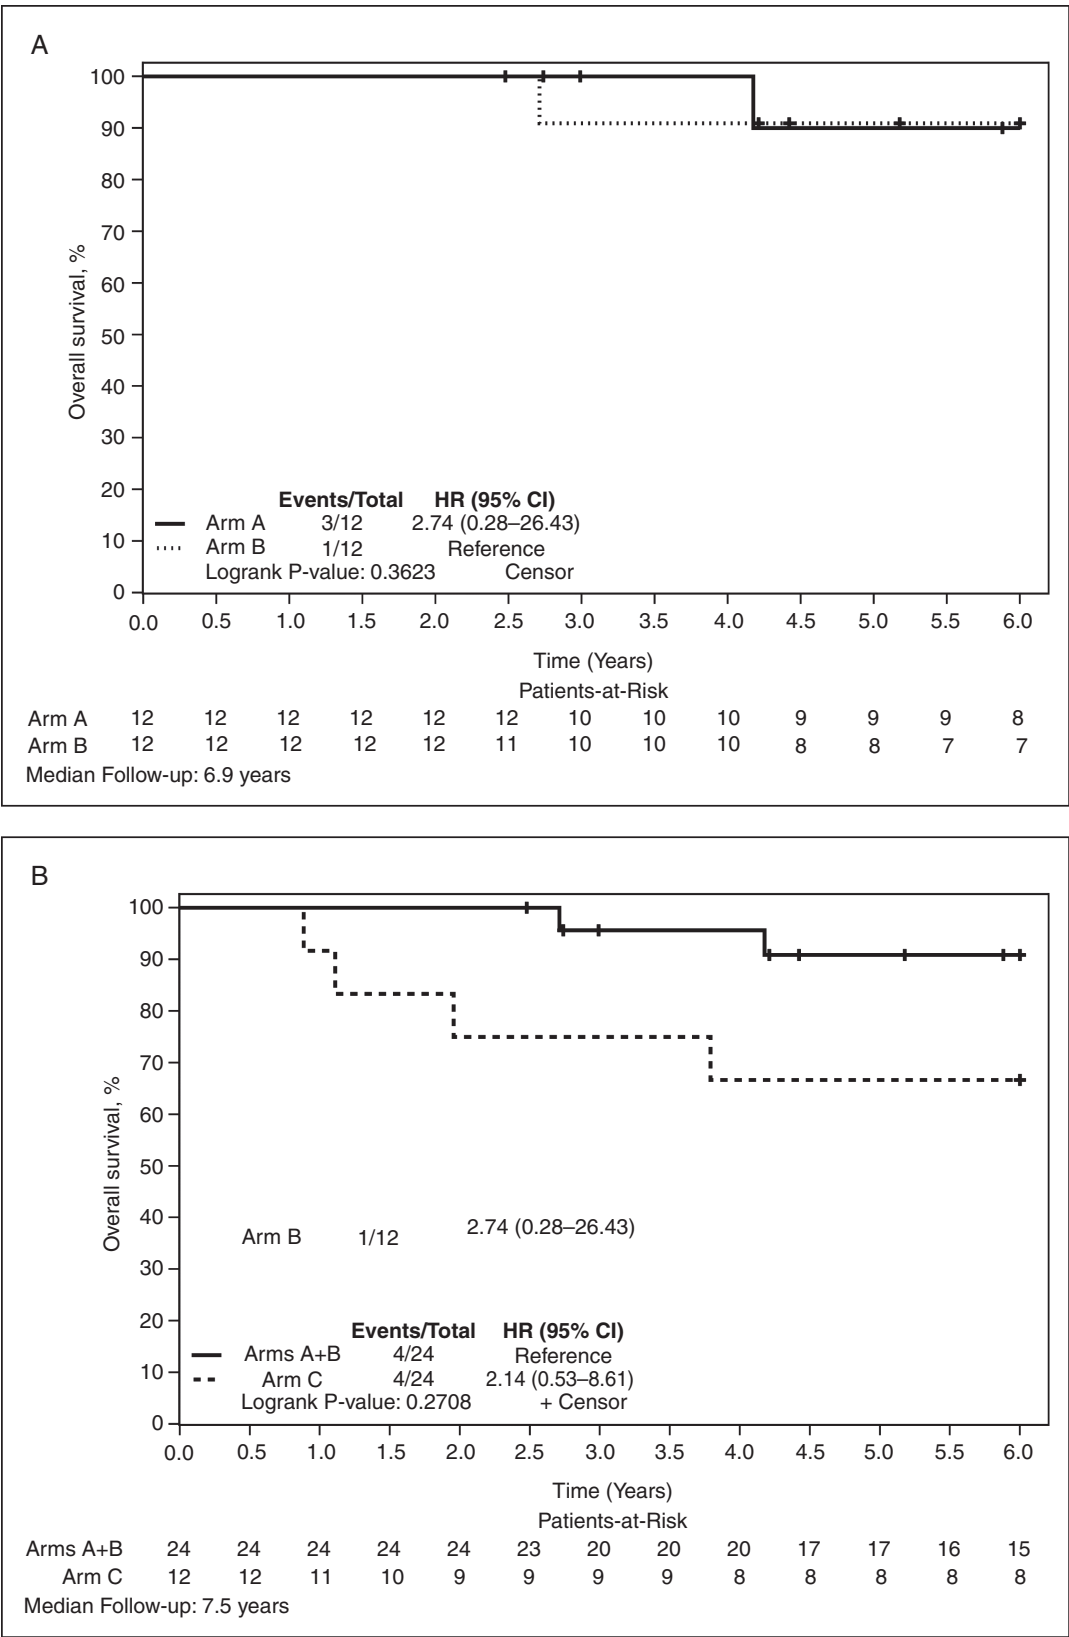 A
100
90
80
70
60
50
40
30
20
10
0
Overall survival, %
Events/Total HR (95% CI)
Arm A 3/12 2.74 (0.28–26.43)
Arm B 1/12 Reference
Logrank P-value: 0.3623 Censor
0.0 0.5 1.0 1.5 2.0 2.5 3.0 3.5 4.0 4.5 5.0 5.5 6.0
Time (Years)
Patients-at-Risk
Arm A 12 12 12 12 12 12 10 10 10 9 9 9 8
Arm B 12 12 12 12 12 11 10 10 10 8 8 7 7
Median Follow-up: 6.9 years
B
100
90
80
70
60
50
40
30
20
10
0
Overall survival, %
Arm B 1/12 2.74 (0.28–26.43)
Events/Total HR (95% CI)
Arms A+B 4/24 Reference
Arm C 4/24 2.14 (0.53–8.61)
Logrank P-value: 0.2708 + Censor
0.0 0.5 1.0 1.5 2.0 2.5 3.0 3.5 4.0 4.5 5.0 5.5 6.0
Time (Years)
Patients-at-Risk
Arms A+B 24 24 24 24 24 23 20 20 20 17 17 16 15
Arm C 12 12 11 10 9 9 9 9 8 8 8 8 8
Median Follow-up: 7.5 years